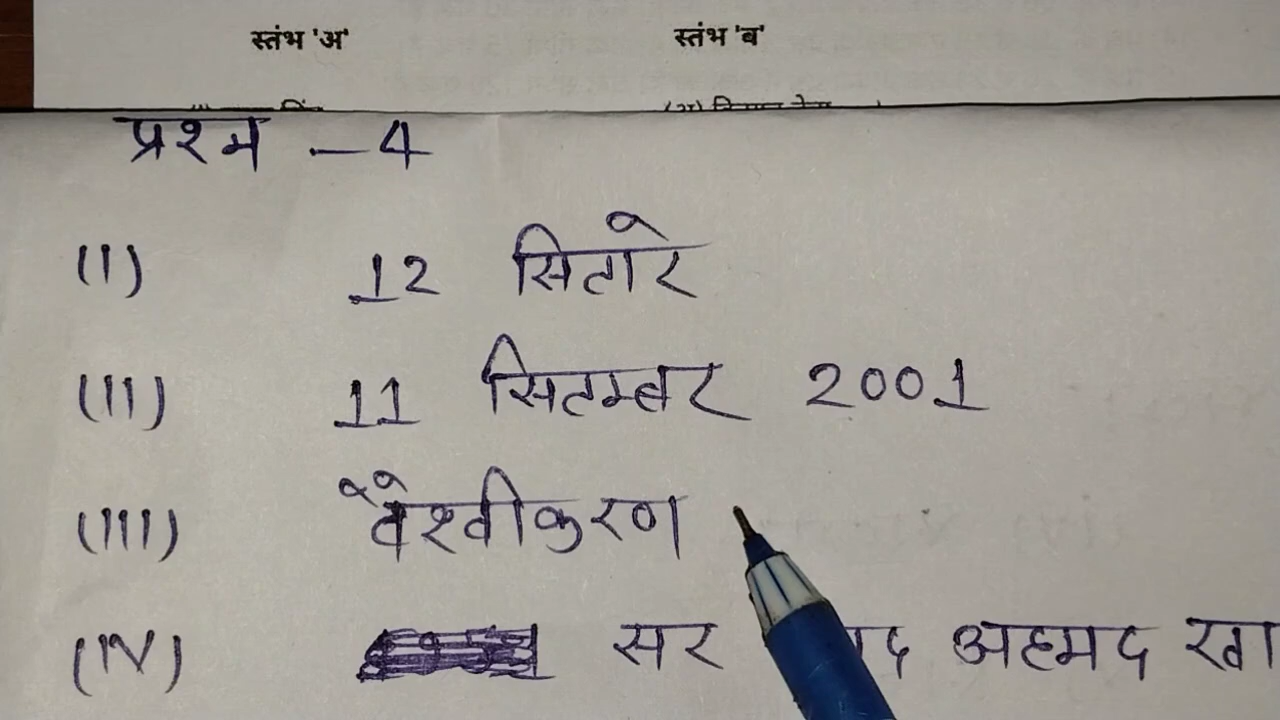 स्तंभ 'अ' स्तंभ 'ब'
प्रश्न – 4
(I) 12 सितारे
(II) 11 सितम्बर 2001
(III) वैश्वीकरण
(IV) सर अहमद खा